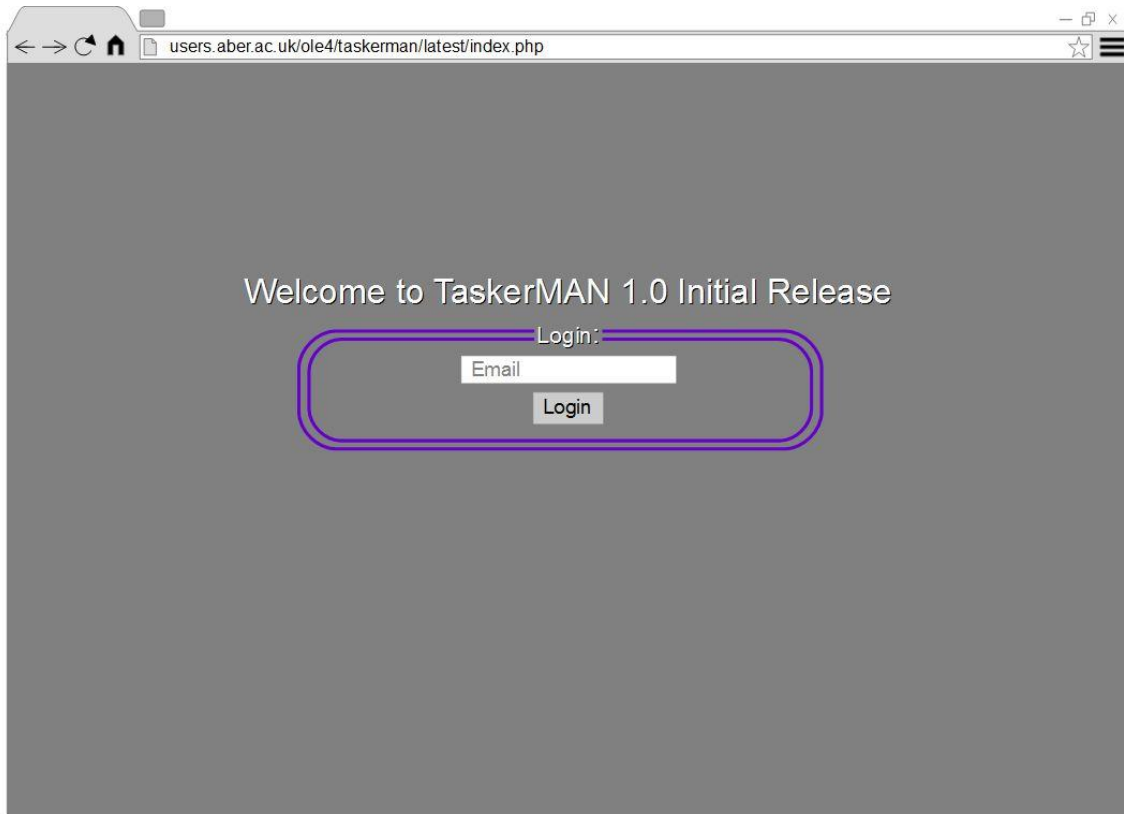 users.aber.ac.uk/ole4/taskerman/latest/index.php
Welcome to TaskerMAN 1.0 Initial Release
Login:
Email
Login